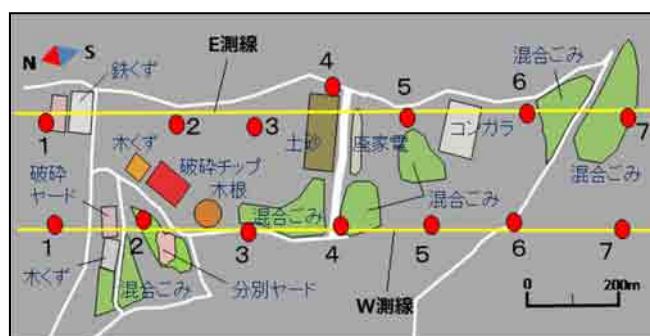 N S
E測線
鉄くず
混合ごみ
1 2 3 4 5 6 7
木くず
破砕チップ
木根
土砂
座家電
コンガラ
破砕
ヤード
混合ごみ
混合ごみ
混合ごみ
1 2 3 4 5 6 7
木くず
混合ごみ
分別ヤード
W測線
0 200m